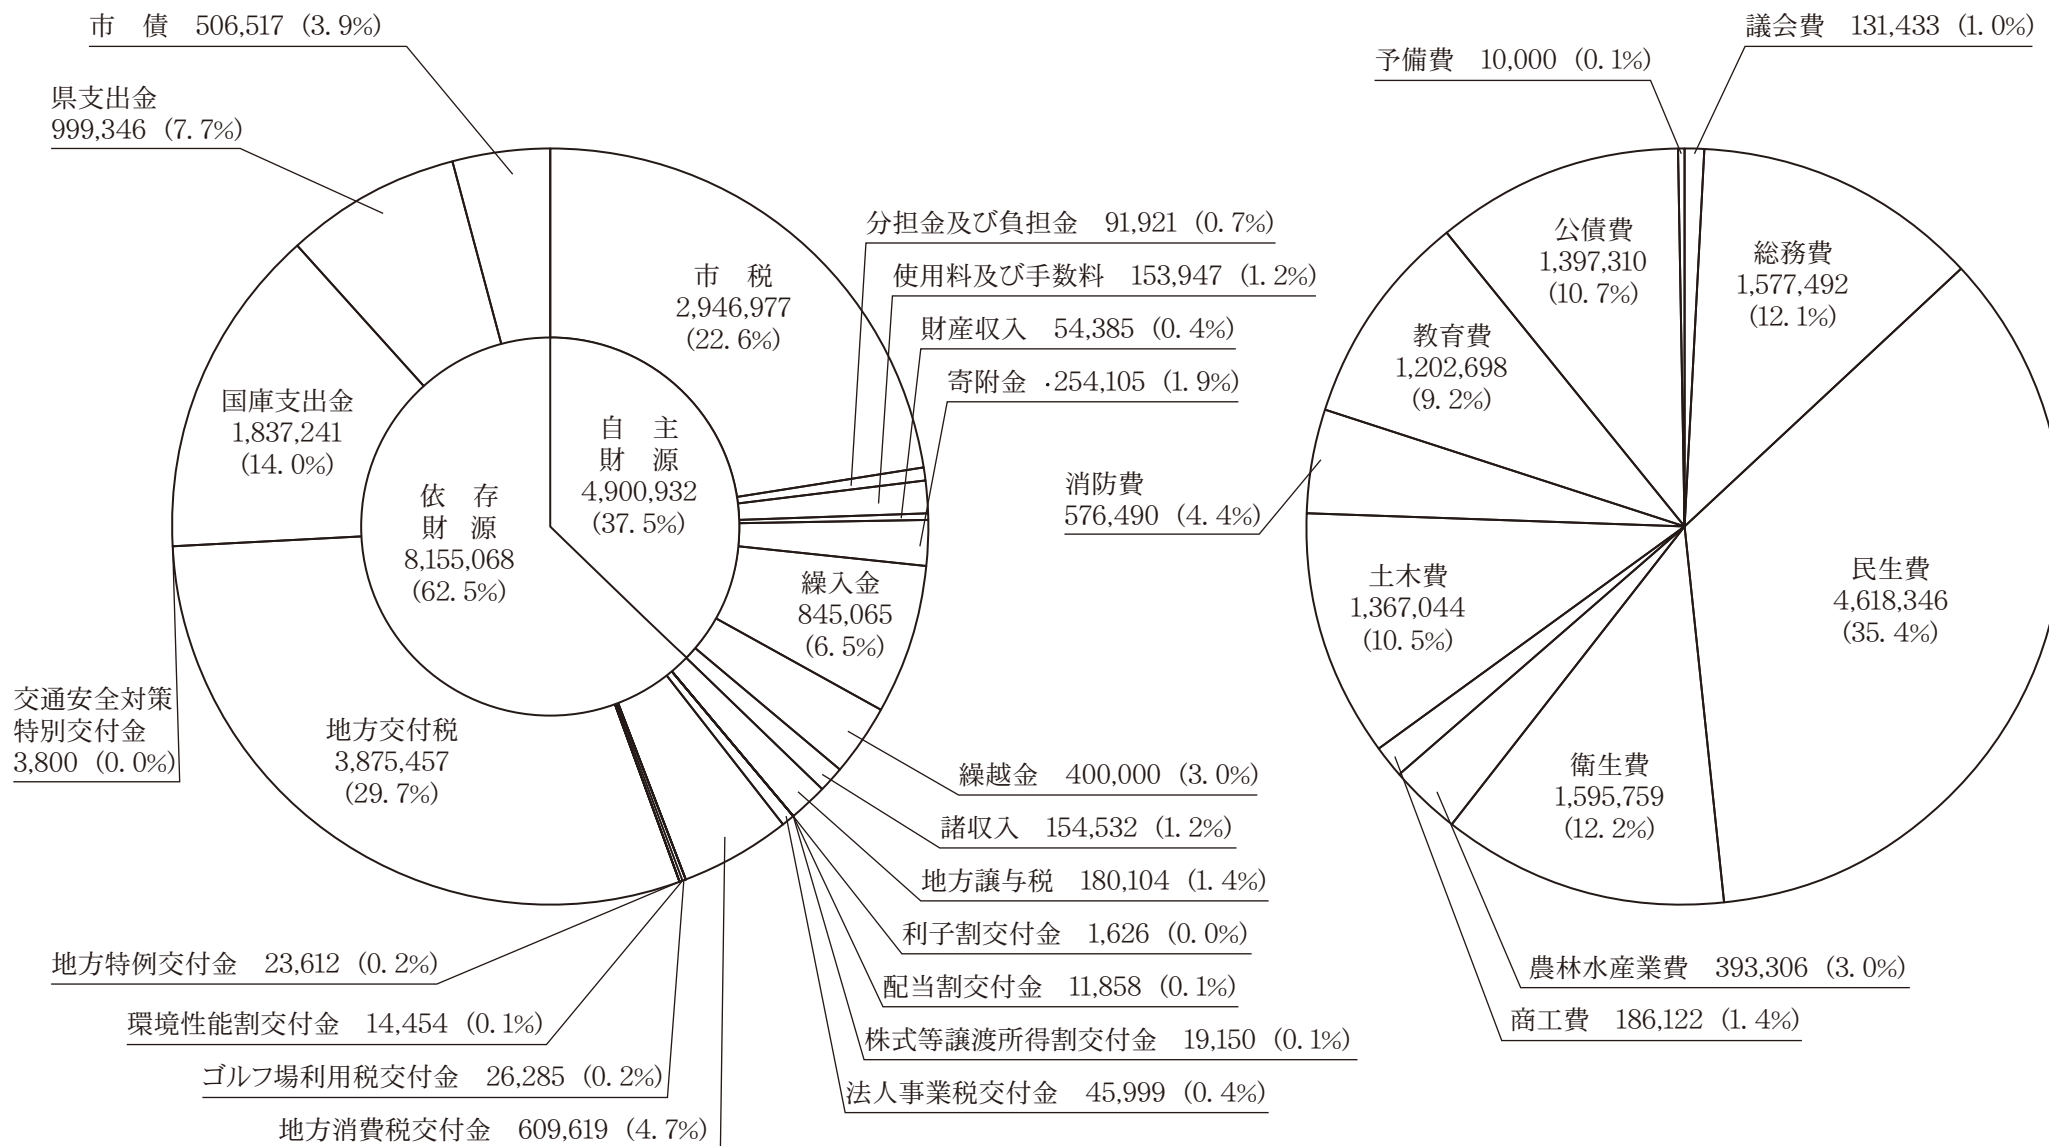 市　債　506,517 (3.9%)
県支出金
999,346 (7.7%)
国庫支出金
1,837,241
(14.0%)
依　存
財　源
8,155,068
(62.5%)
自　主
財　源
4,900,932
(37.5%)
市　税
2,946,977
(22.6%)
分担金及び負担金　91,921 (0.7%)
使用料及び手数料　153,947 (1.2%)
財産収入　54,385 (0.4%)
寄附金　·254,105 (1.9%)
繰入金
845,065
(6.5%)
繰越金　400,000 (3.0%)
諸収入　154,532 (1.2%)
地方譲与税　180,104 (1.4%)
利子割交付金　1,626 (0.0%)
配当割交付金　11,858 (0.1%)
株式等譲渡所得割交付金　19,150 (0.1%)
法人事業税交付金　45,999 (0.4%)
地方消費税交付金　609,619 (4.7%)
ゴルフ場利用税交付金　26,285 (0.2%)
環境性能割交付金　14,454 (0.1%)
地方特例交付金　23,612 (0.2%)
地方交付税
3,875,457
(29.7%)
交通安全対策
特別交付金
3,800 (0.0%)
予備費　10,000 (0.1%)
議会費　131,433 (1.0%)
総務費
1,577,492
(12.1%)
民生費
4,618,346
(35.4%)
衛生費
1,595,759
(12.2%)
農林水産業費　393,306 (3.0%)
商工費　186,122 (1.4%)
土木費
1,367,044
(10.5%)
消防費
576,490 (4.4%)
教育費
1,202,698
(9.2%)
公債費
1,397,310
(10.7%)